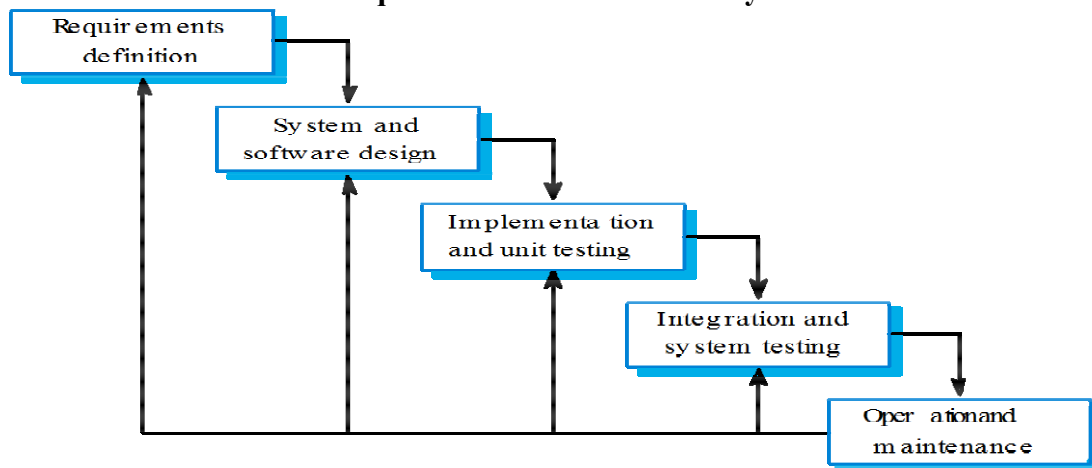 Requirements
definition
System and
software design
Implementation
and unit testing
Integration and
system testing
Operation and
maintenance